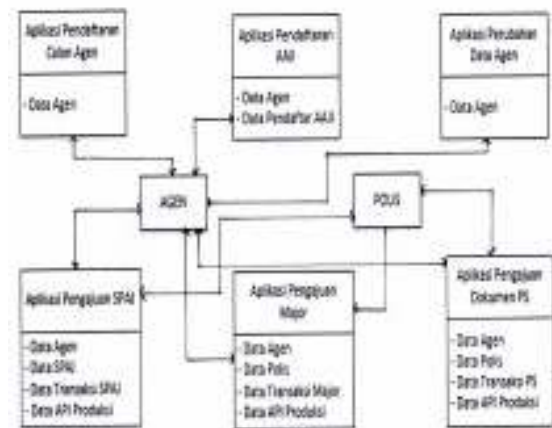 Aplikasi Pendaftaran
Calon Agen
- Data Agen
Aplikasi Pendaftaran
AAJI
- Data Agen
- Data Pendaftar AAJI
Aplikasi Perubahan
Data Agen
- Data Agen
AGEN
POLIS
Aplikasi Pengajuan SPAJ
- Data Agen
- Data SPAJ
- Data Transaksi SPAJ
- Data API Produksi
Aplikasi Pengajuan
Major
- Data Agen
- Data Polis
- Data Transaksi Major
- Data API Produksi
Aplikasi Pengajuan
Dokumen PS
- Data Agen
- Data Polis
- Data Transaksi PS
- Data API Produksi